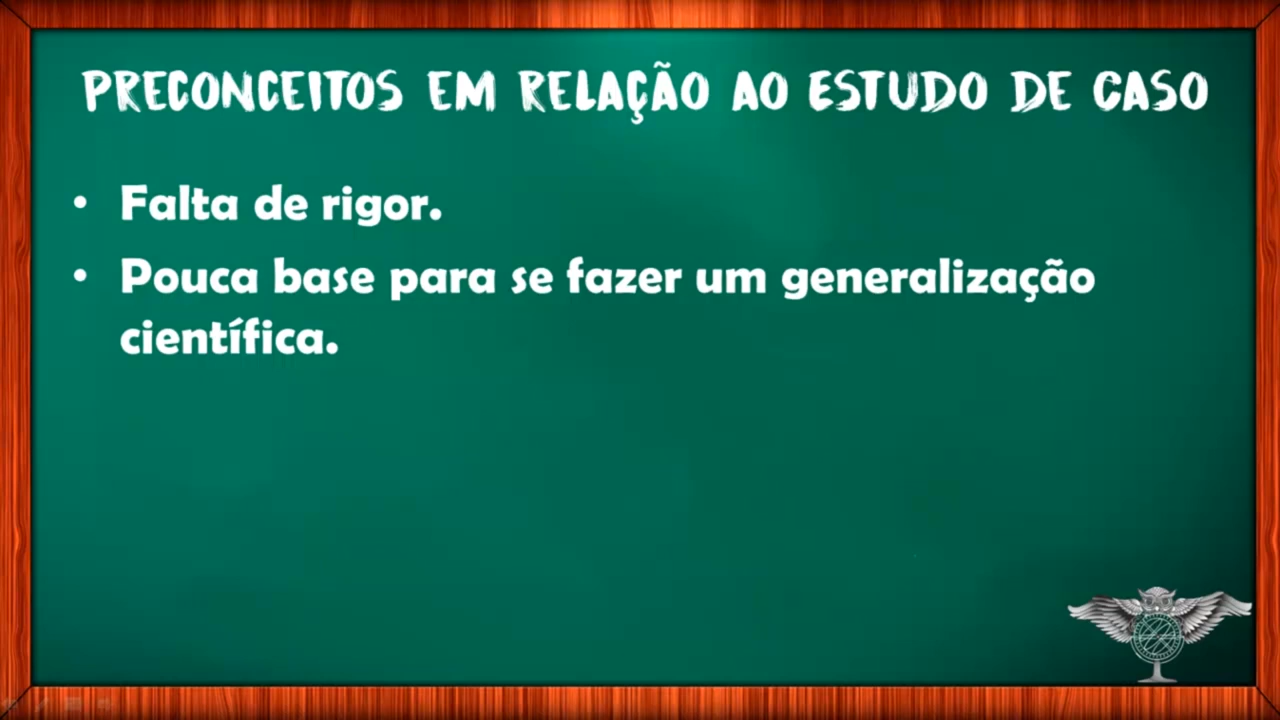 PRECONCEITOS EM RELAÇÃO AO ESTUDO DE CASO
• Falta de rigor.
• Pouca base para se fazer um generalização
científica.